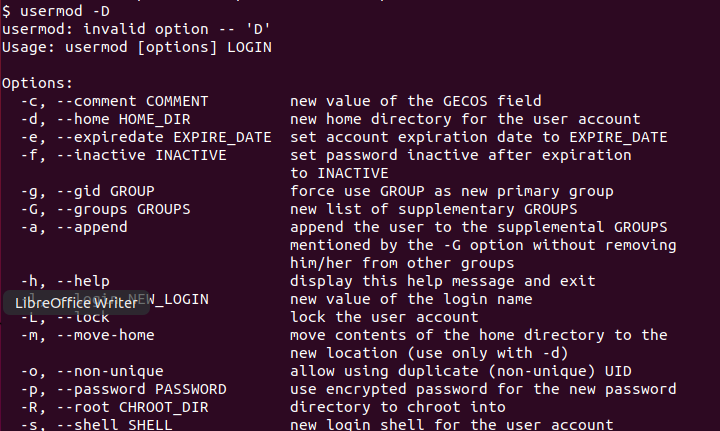 $ usermod -D
usermod: invalid option -- 'D'
Usage: usermod [options] LOGIN
Options:
-c, --comment COMMENT new value of the GECOS field
-d, --home HOME_DIR new home directory for the user account
-e, --expiredate EXPIRE_DATE set account expiration date to EXPIRE_DATE
-f, --inactive INACTIVE set password inactive after expiration
to INACTIVE
-g, --gid GROUP force use GROUP as new primary group
-G, --groups GROUPS new list of supplementary GROUPS
-a, --append append the user to the supplemental GROUPS
mentioned by the -G option without removing
him/her from other groups
-h, --help display this help message and exit
LibreOffice Writer
NEW_LOGIN new value of the login name
-L, --lock lock the user account
-m, --move-home move contents of the home directory to the
new location (use only with -d)
-o, --non-unique allow using duplicate (non-unique) UID
-p, --password PASSWORD use encrypted password for the new password
-R, --root CHROOT_DIR directory to chroot into
-s, --shell SHELL new login shell for the user account